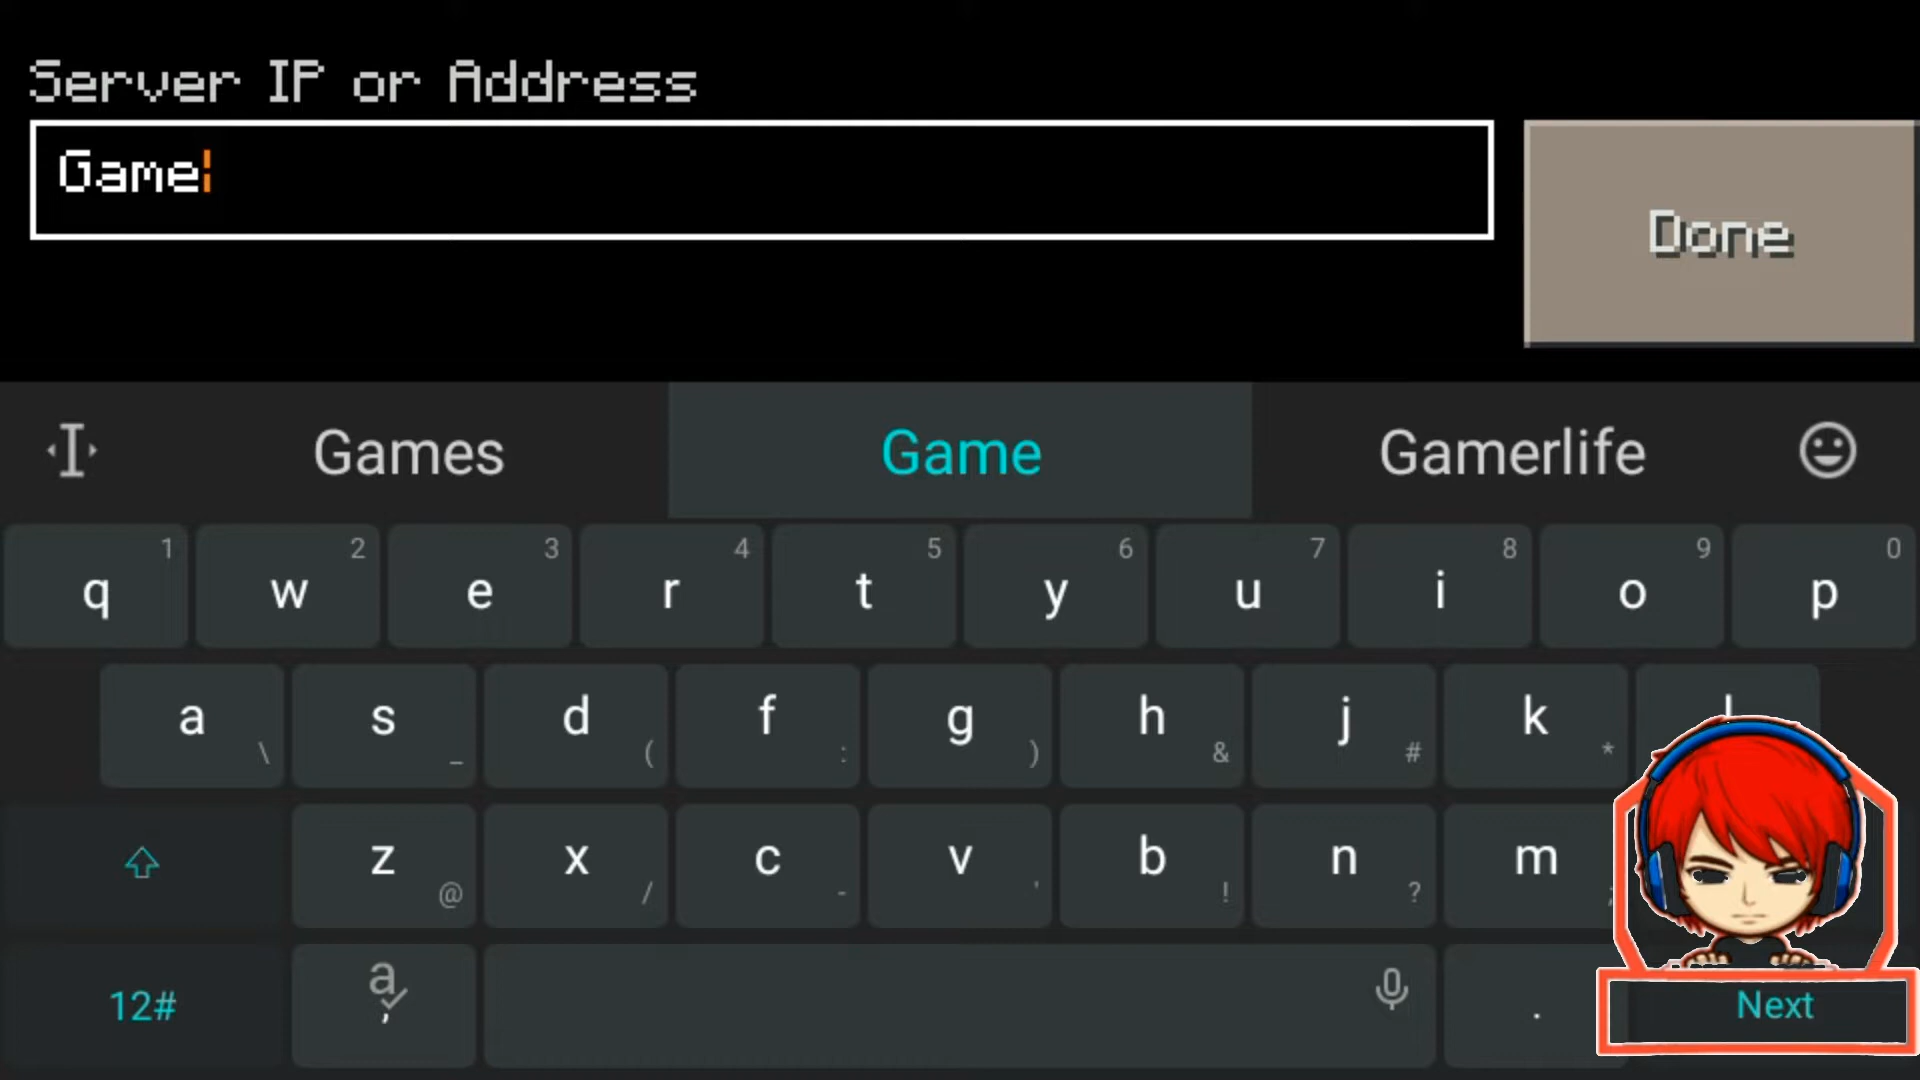 Server IP or Address
Game
Done
Games Game Gamerlife
1 2 3 4 5 6 7 8 9 0
q w e r t y u i o p
a s d f g h j k l
\ _ ( : ) & # *
z x c v b n m
@ / - ' ! ? ;
12# a , . Next